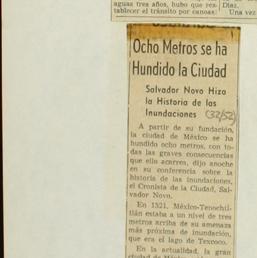 aguas tres años, hubo que res-
tablecer el tránsito por canoas.
Díaz,
Una vez
Ocho Metros se ha
Hundido la Ciudad
Salvador Novo Hizo
la Historia de las
Inundaciones (32/52)
A partir de su fundación,
la ciudad de México se ha
hundido ocho metros, con to-
das las graves consecuencias
que ello acarrea, dijo anoche
en su conferencia sobre la
historia de las inundaciones,
el Cronista de la Ciudad, Sal-
vador Novo.
En 1521, México-Tenochti-
tlán estaba a un nivel de tres
metros arriba de su amenaza
más próxima de inundación,
que era el lago de Texcoco.
En la actualidad, la gran